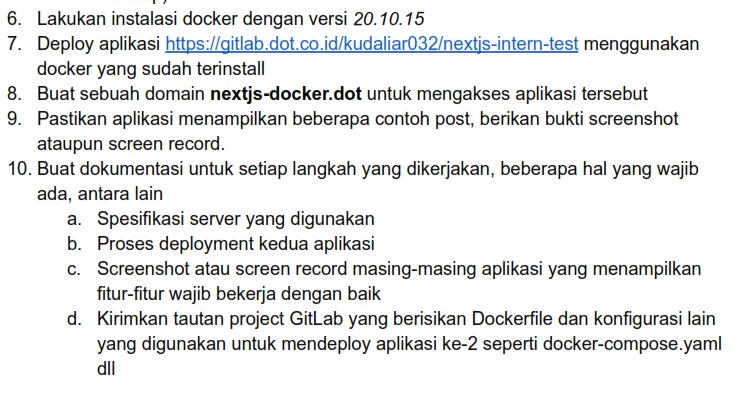 6. Lakukan instalasi docker dengan versi 20.10.15
7. Deploy aplikasi https://gitlab.dot.co.id/kudaliar032/nextjs-intern-test menggunakan
docker yang sudah terinstall
8. Buat sebuah domain nextjs-docker.dot untuk mengakses aplikasi tersebut
9. Pastikan aplikasi menampilkan beberapa contoh post, berikan bukti screenshot
ataupun screen record.
10. Buat dokumentasi untuk setiap langkah yang dikerjakan, beberapa hal yang wajib
ada, antara lain
a. Spesifikasi server yang digunakan
b. Proses deployment kedua aplikasi
c. Screenshot atau screen record masing-masing aplikasi yang menampilkan
fitur-fitur wajib bekerja dengan baik
d. Kirimkan tautan project GitLab yang berisikan Dockerfile dan konfigurasi lain
yang digunakan untuk mendeploy aplikasi ke-2 seperti docker-compose.yaml
dll